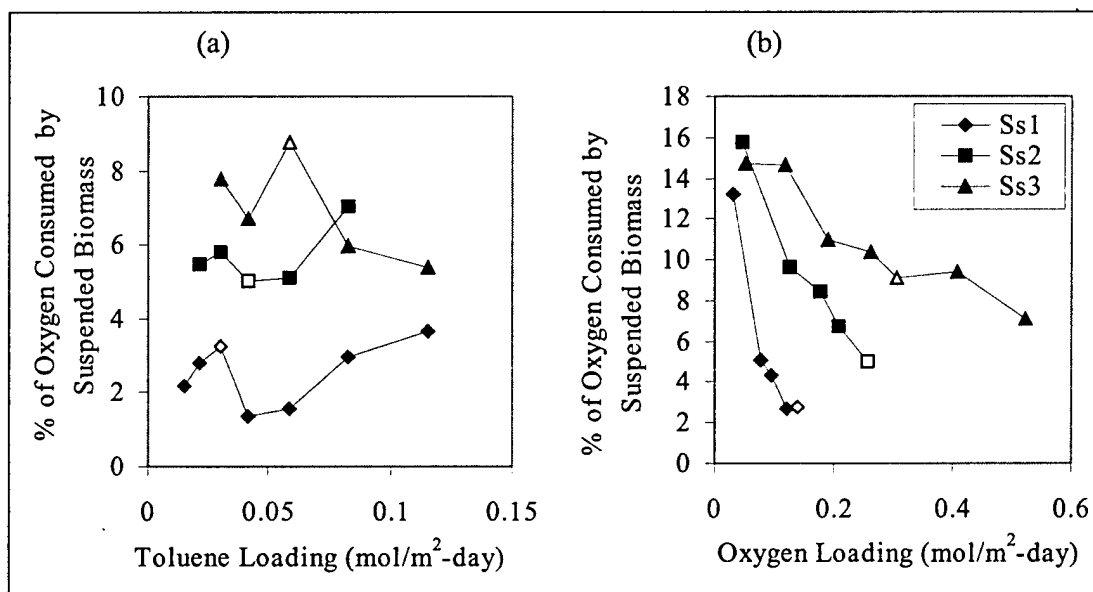 (a)
% of Oxygen Consumed by
Suspended Biomass
10
8
6
4
2
0
0 0.05 0.1 0.15
Toluene Loading (mol/m²-day)
(b)
% of Oxygen Consumed by
Suspended Biomass
18
16
14
12
10
8
6
4
2
0
0 0.2 0.4 0.6
Oxygen Loading (mol/m²-day)
Ss1
Ss2
Ss3